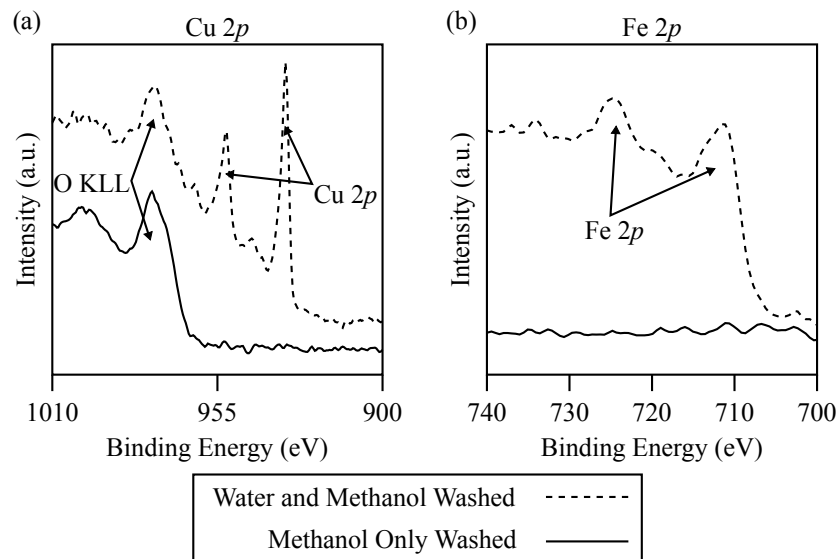 (a)
Cu 2p
Intensity (a.u.)
O KLL
Cu 2p
1010
955
900
Binding Energy (eV)
(b)
Fe 2p
Intensity (a.u.)
Fe 2p
740
730
720
710
700
Binding Energy (eV)
Water and Methanol Washed
Methanol Only Washed